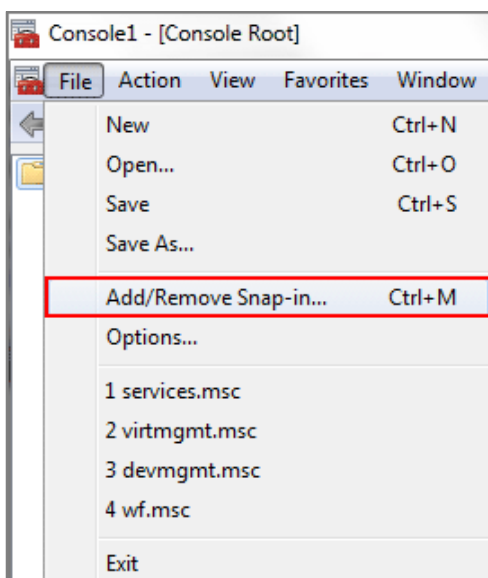 Console1 - [Console Root]
File Action View Favorites Window
New Ctrl+N
Open... Ctrl+O
Save Ctrl+S
Save As...
Add/Remove Snap-in... Ctrl+M
Options...
1 services.msc
2 virtmgmt.msc
3 devmgmt.msc
4 wf.msc
Exit